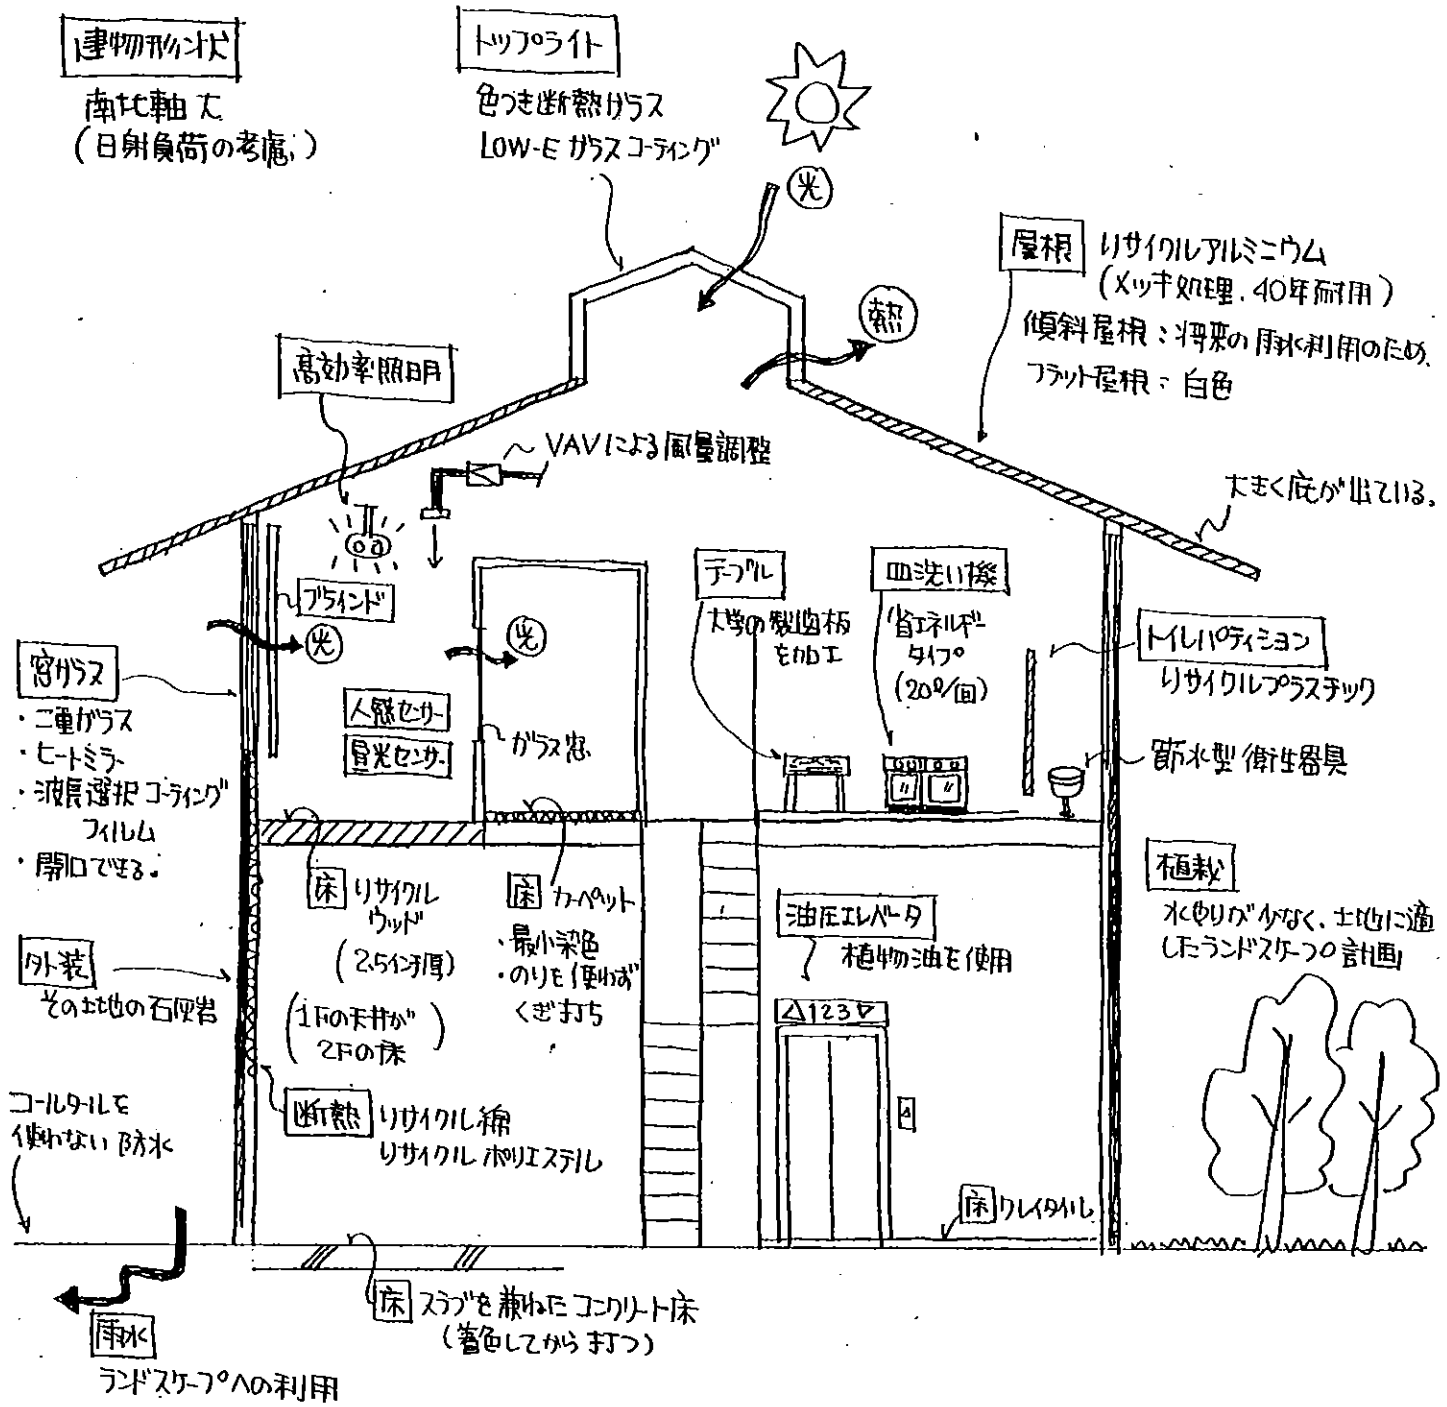 建物形状
南北軸大
(日射負荷の考慮)
トップライト
色つき断熱ガラス
LOW-E ガラスコーティング
光
屋根 リサイクルアルミニウム
(メッキ処理、40年耐用)
傾斜屋根:将来の雨水利用のため、
フラット屋根:白色
熱
高効率照明
VAVによる風量調整
大きく庇が出ている。
ブラインド
光
光
テーブル
大学の製図板
を加工
皿洗い機
省エネルギー
タイプ
(20ℓ/回)
トイレパティション
リサイクルプラスチック
窓ガラス
・二重ガラス
・ヒートミラー
・波長選択コーティング
フィルム
・開口できる。
人感センサー
昼光センサー
ガラス窓
節水型衛生器具
床 リサイクル
ウッド
(2.5インチ厚)
(1Fの天井が
2Fの床)
床 カーペット
・最小染色
・のりを使わず
くぎ打ち
油圧エレベータ
植物油を使用
△123▽
植栽
水やりが少なく、土地に適
したランドスケープ計画
外装
その土地の石灰岩
断熱 リサイクル綿
リサイクルポリエステル
コールタールを
使わない防水
床 クレイタイル
床 スラブを兼ねたコンクリート床
(着色してから打つ)
雨水
ランドスケープへの利用